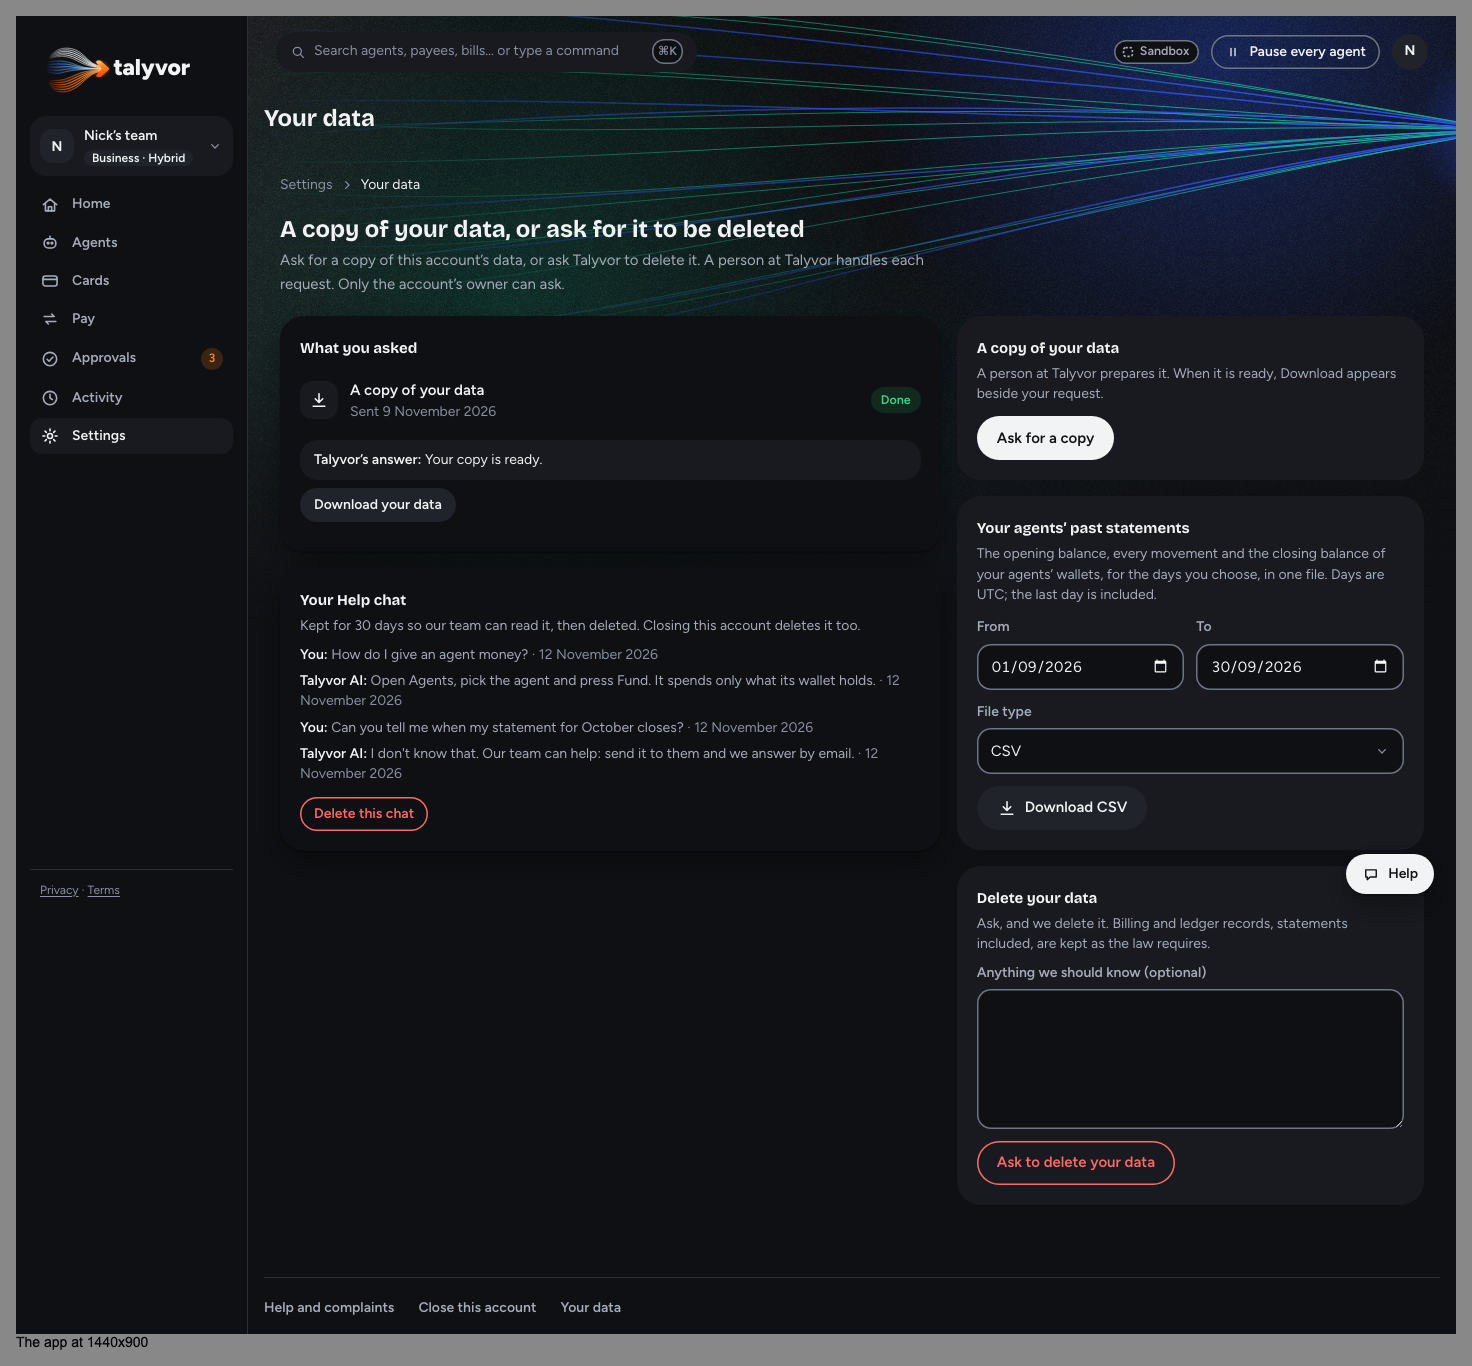 talyvor
N
Nick's team
Business · Hybrid
Home
Agents
Cards
Pay
Approvals
3
Activity
Settings
Privacy · Terms
Search agents, payees, bills... or type a command
⌘K
Sandbox
Pause every agent
N
Your data
Settings > Your data
A copy of your data, or ask for it to be deleted
Ask for a copy of this account's data, or ask Talyvor to delete it. A person at Talyvor handles each
request. Only the account's owner can ask.
What you asked
A copy of your data
Sent 9 November 2026
Done
Talyvor's answer: Your copy is ready.
Download your data
Your Help chat
Kept for 30 days so our team can read it, then deleted. Closing this account deletes it too.
You: How do I give an agent money? · 12 November 2026
Talyvor AI: Open Agents, pick the agent and press Fund. It spends only what its wallet holds. · 12
November 2026
You: Can you tell me when my statement for October closes? · 12 November 2026
Talyvor AI: I don't know that. Our team can help: send it to them and we answer by email. · 12
November 2026
Delete this chat
A copy of your data
A person at Talyvor prepares it. When it is ready, Download appears
beside your request.
Ask for a copy
Your agents' past statements
The opening balance, every movement and the closing balance of
your agents' wallets, for the days you choose, in one file. Days are
UTC; the last day is included.
From
To
01/09/2026
30/09/2026
File type
CSV
Download CSV
Help
Delete your data
Ask, and we delete it. Billing and ledger records, statements
included, are kept as the law requires.
Anything we should know (optional)
Ask to delete your data
Help and complaints
Close this account
Your data
The app at 1440x900